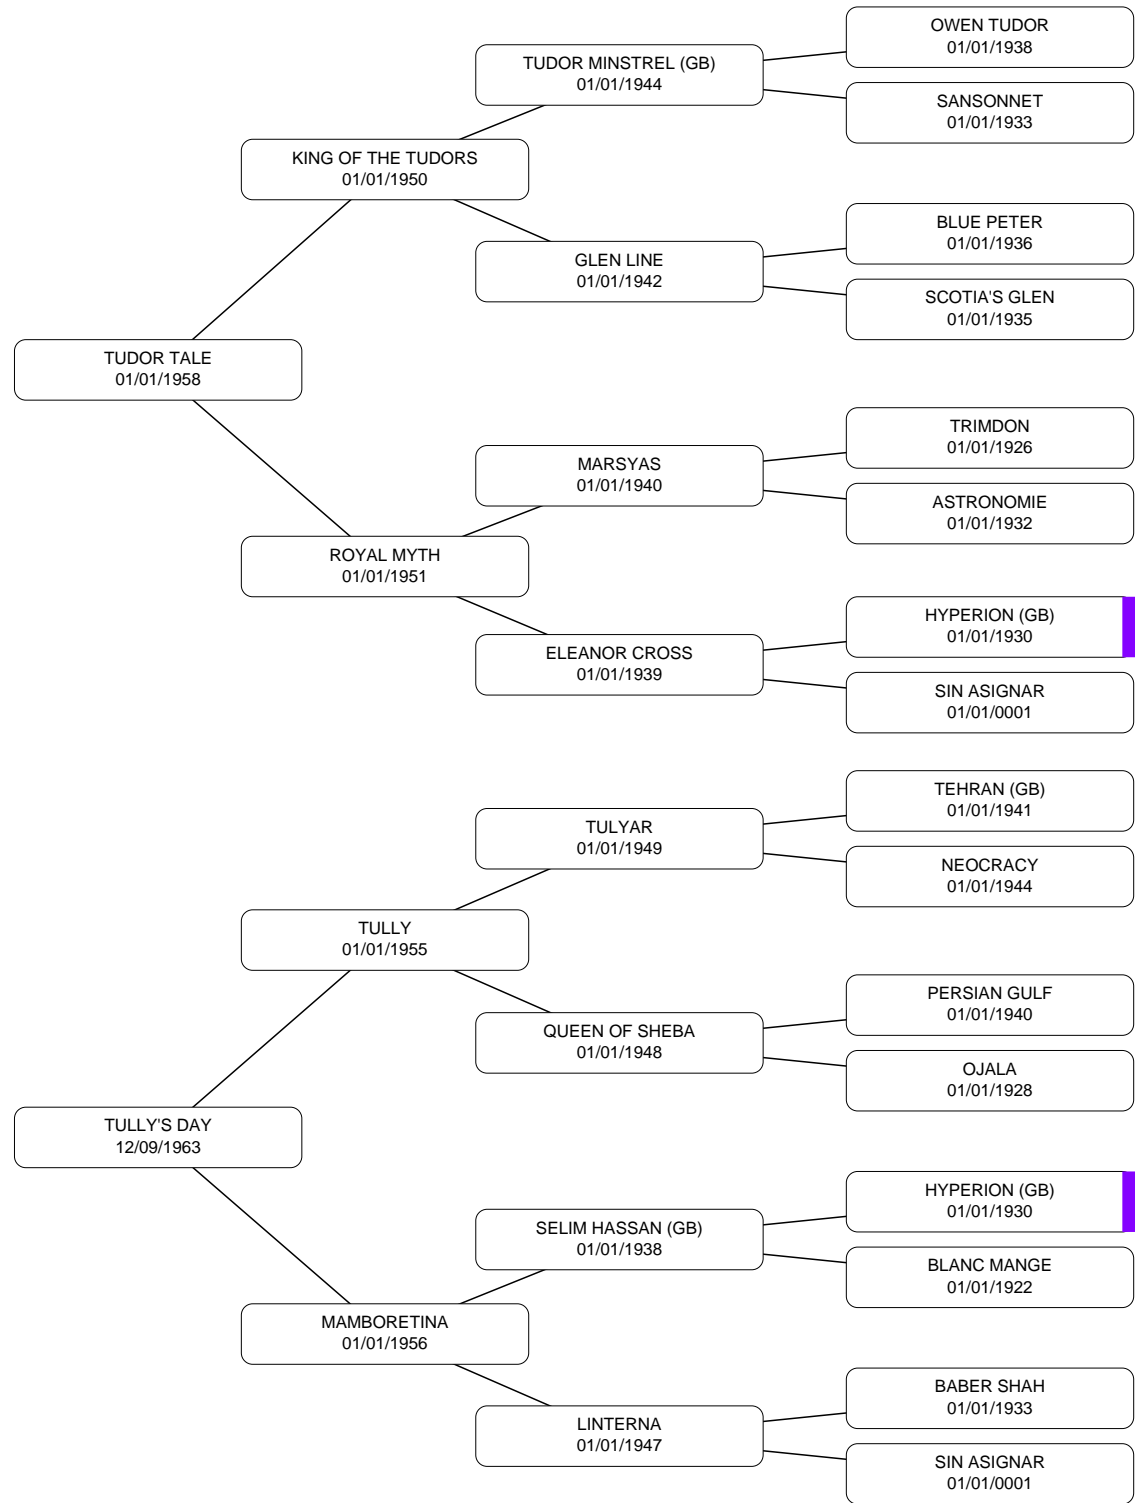 OWEN TUDOR
01/01/1938
TUDOR MINSTREL (GB)
01/01/1944
SANSONNET
01/01/1933
KING OF THE TUDORS
01/01/1950
BLUE PETER
01/01/1936
GLEN LINE
01/01/1942
SCOTIA'S GLEN
01/01/1935
TUDOR TALE
01/01/1958
TRIMDON
01/01/1926
MARSYAS
01/01/1940
ASTRONOMIE
01/01/1932
ROYAL MYTH
01/01/1951
HYPERION (GB)
01/01/1930
ELEANOR CROSS
01/01/1939
SIN ASIGNAR
01/01/0001
TEHRAN (GB)
01/01/1941
TULYAR
01/01/1949
NEOCRACY
01/01/1944
TULLY
01/01/1955
PERSIAN GULF
01/01/1940
QUEEN OF SHEBA
01/01/1948
OJALA
01/01/1928
TULLY'S DAY
12/09/1963
HYPERION (GB)
01/01/1930
SELIM HASSAN (GB)
01/01/1938
BLANC MANGE
01/01/1922
MAMBORETINA
01/01/1956
BABER SHAH
01/01/1933
LINTERNA
01/01/1947
SIN ASIGNAR
01/01/0001